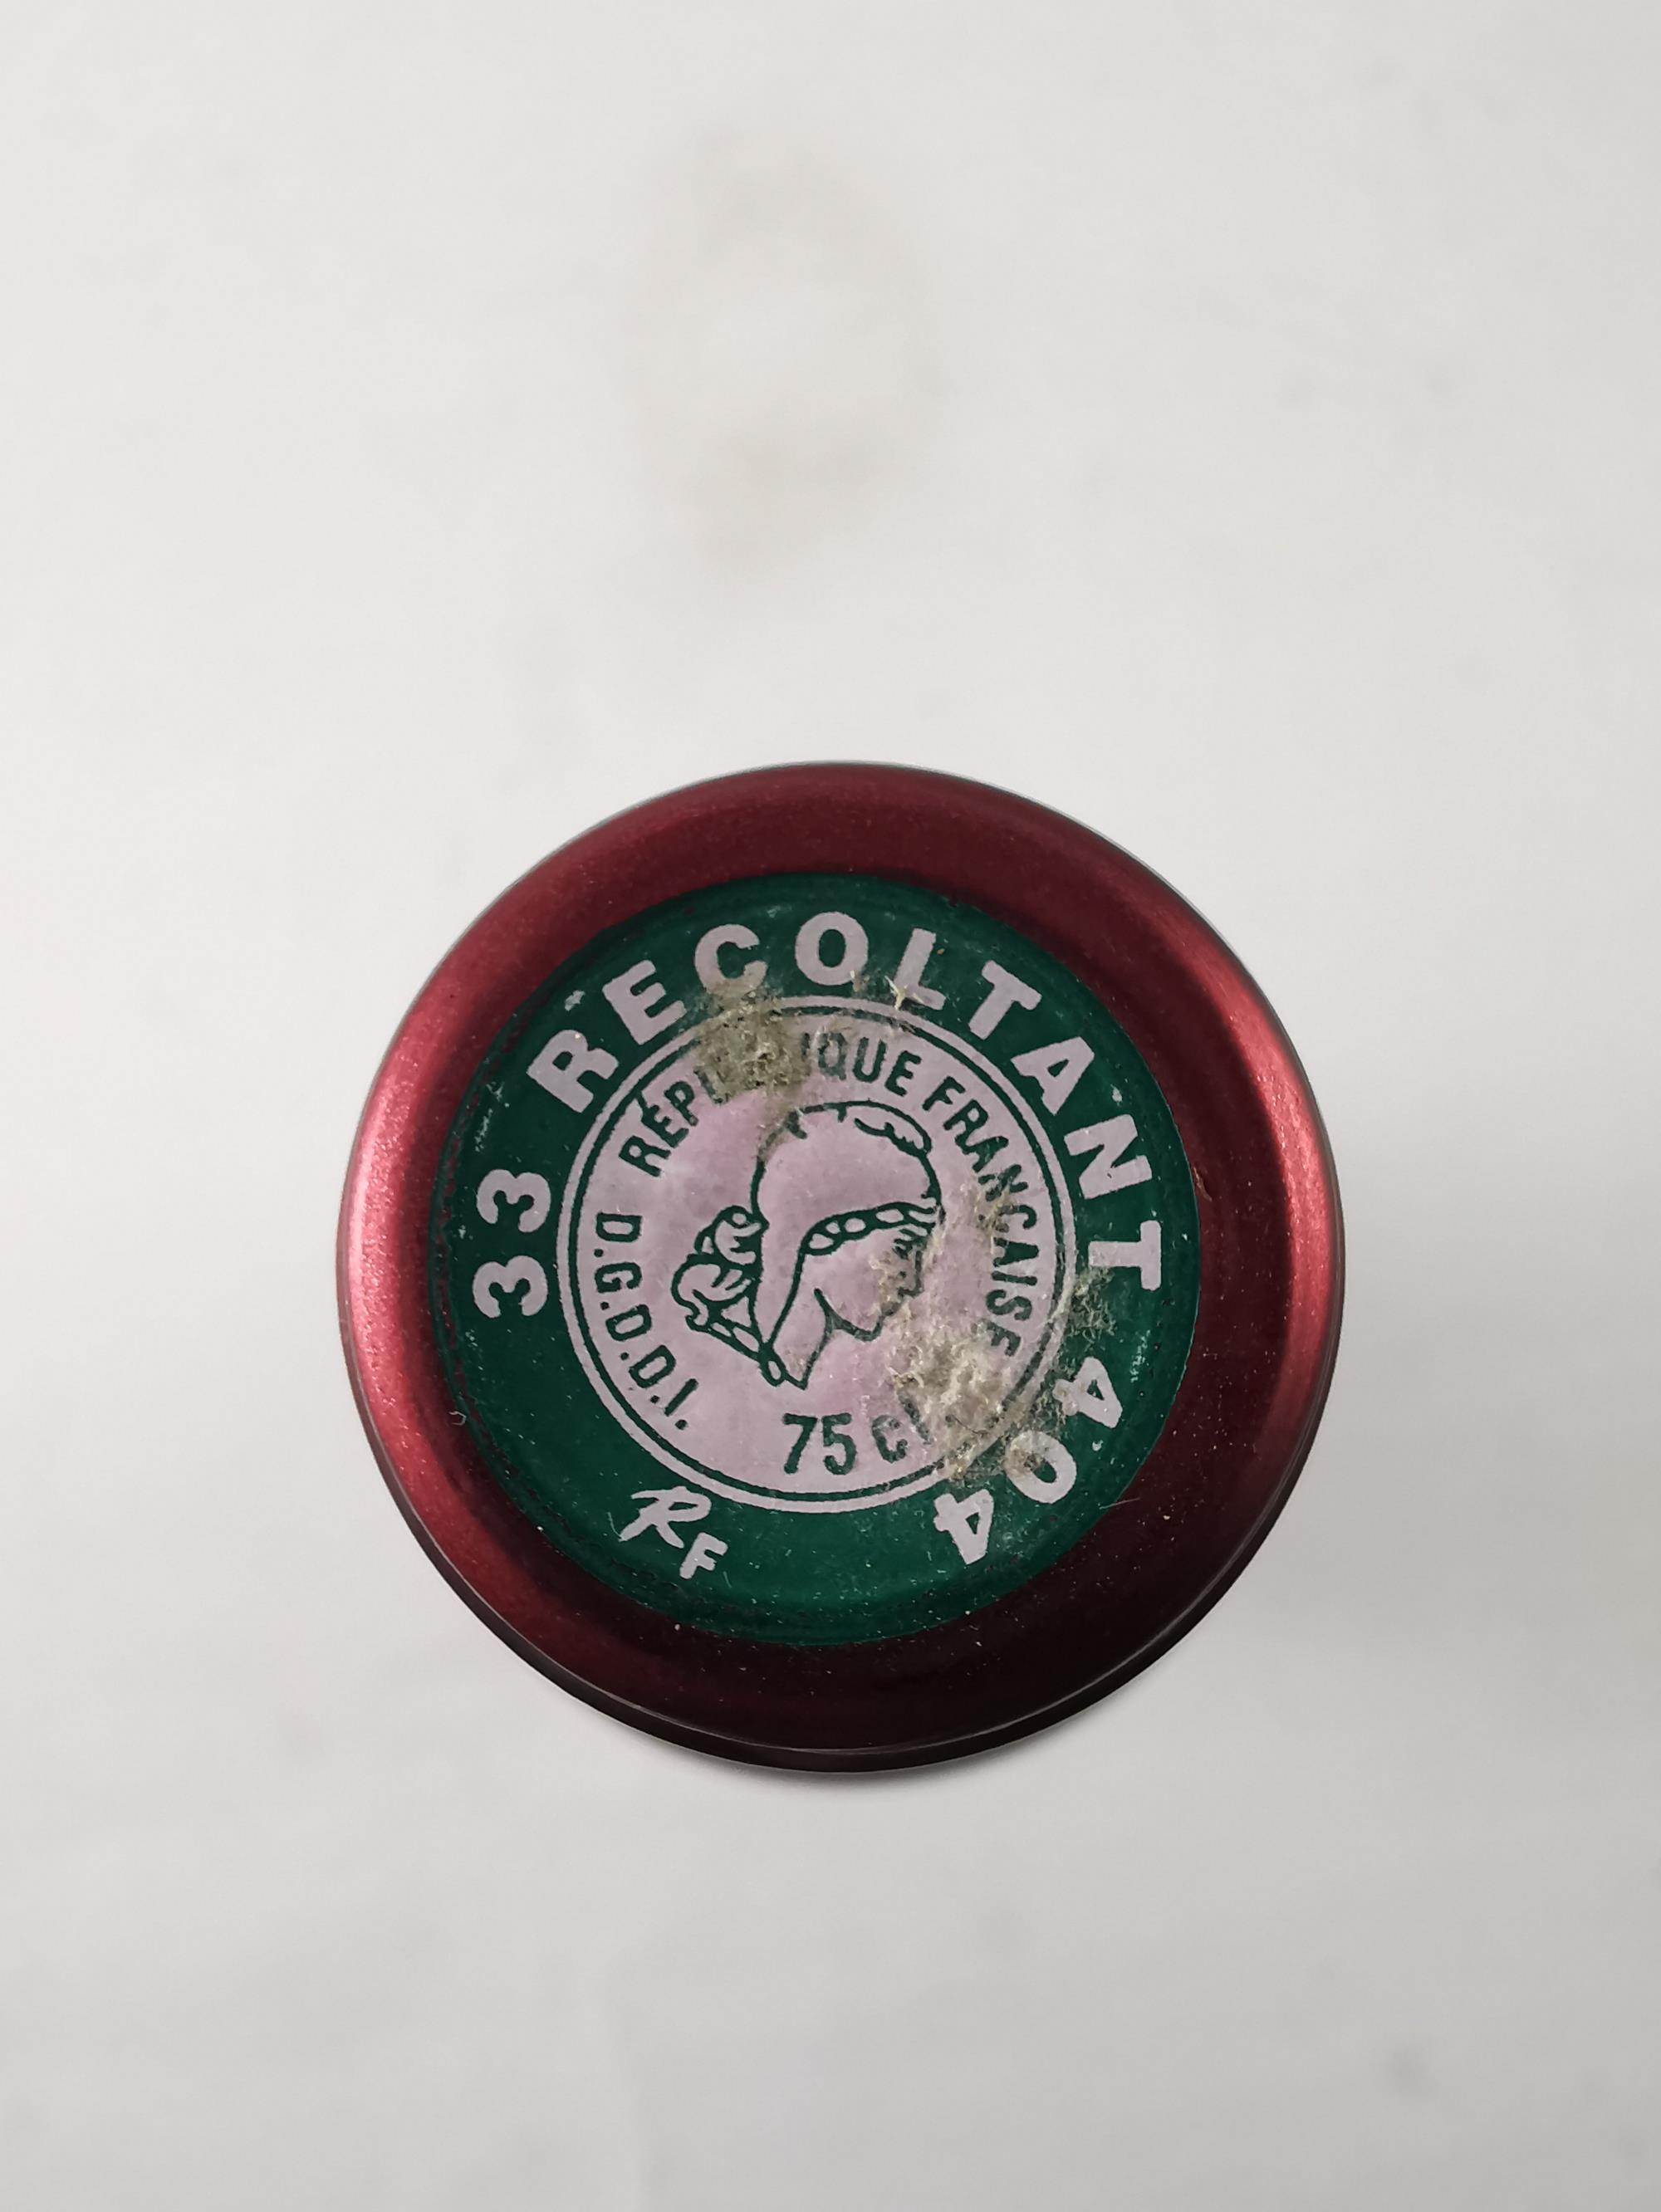 33 RECOLTANT 404
RF
RÉPUBLIQUE FRANÇAISE
D.G.D.D.I.
75 cl